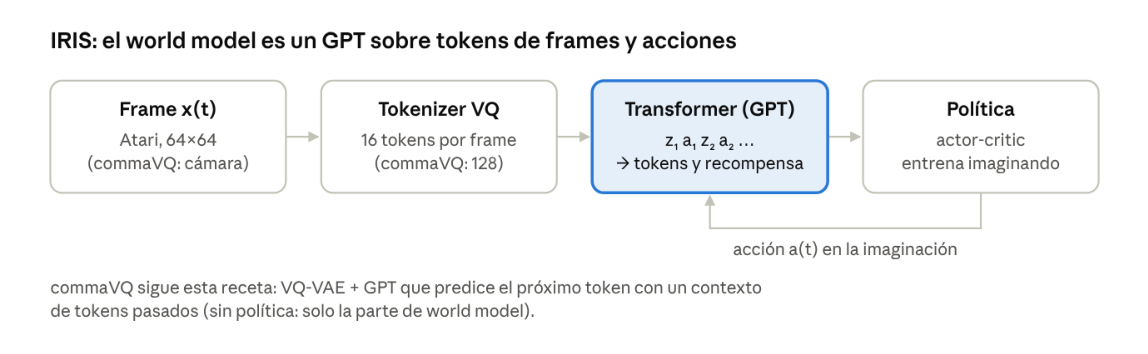 IRIS: el world model es un GPT sobre tokens de frames y acciones
Frame x(t)
Atari, 64×64
(commaVQ: cámara)
Tokenizer VQ
16 tokens por frame
(commaVQ: 128)
Transformer (GPT)
z₁ a₁ z₂ a₂ …
→ tokens y recompensa
Política
actor-critic
entrena imaginando
acción a(t) en la imaginación
commaVQ sigue esta receta: VQ-VAE + GPT que predice el próximo token con un contexto
de tokens pasados (sin política: solo la parte de world model).